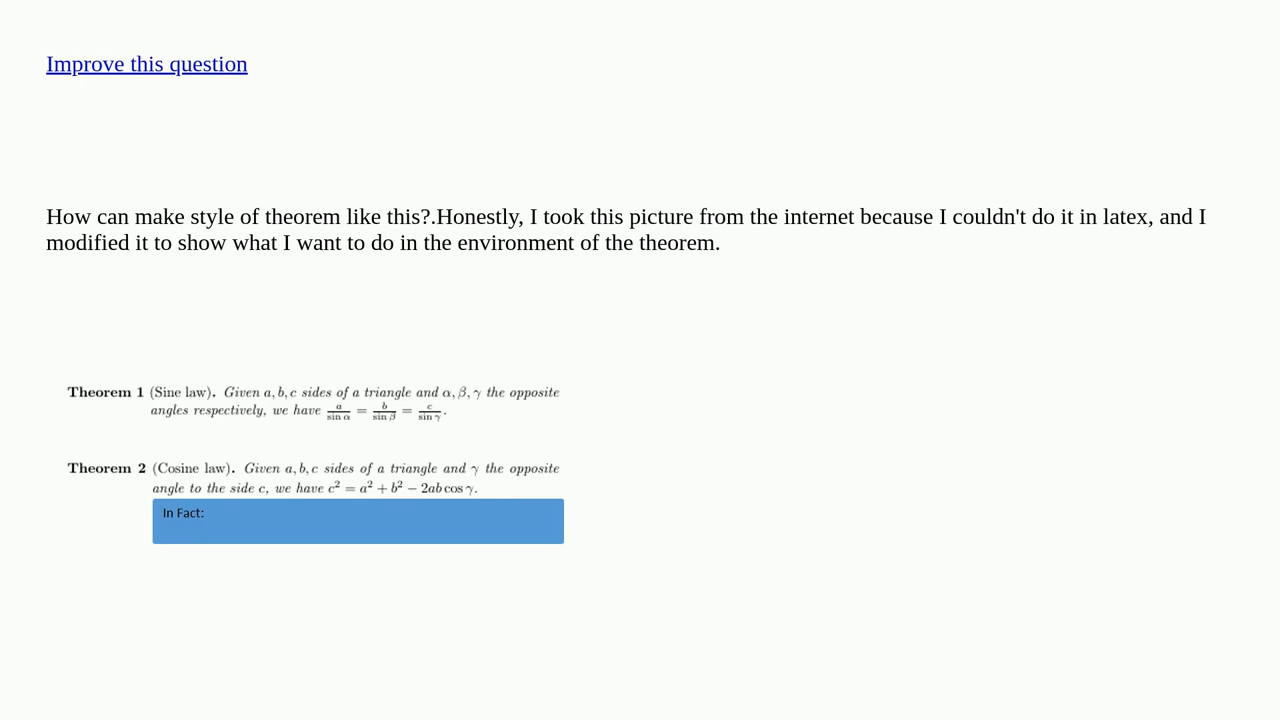 Improve this question
How can make style of theorem like this?.Honestly, I took this picture from the internet because I couldn't do it in latex, and I
modified it to show what I want to do in the environment of the theorem.
Theorem 1 (Sine law). Given a, b, c sides of a triangle and α, β, γ the opposite
angles respectively, we have a/sin α = b/sin β = c/sin γ.
Theorem 2 (Cosine law). Given a, b, c sides of a triangle and γ the opposite
angle to the side c, we have c² = a² + b² − 2ab cos γ.
In Fact: